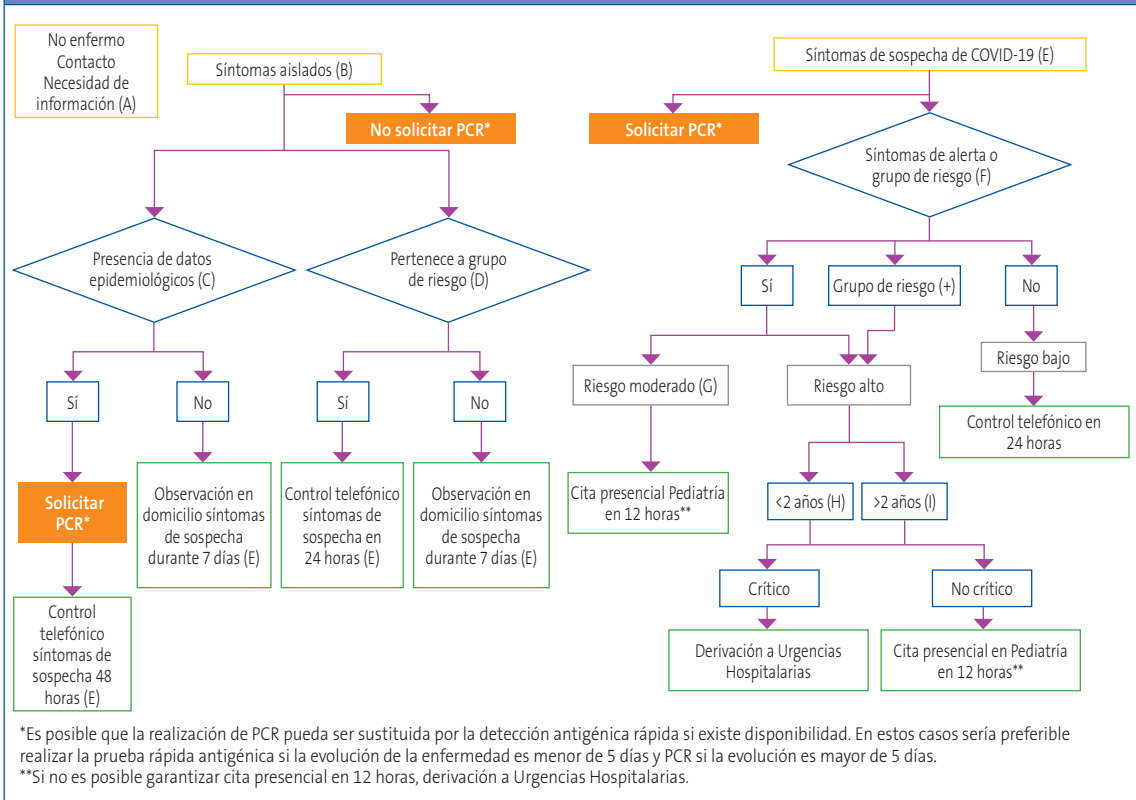 No enfermo
Contacto
Necesidad de
información (A)
Síntomas aislados (B)
No solicitar PCR*
Presencia de datos
epidemiológicos (C)
Pertenece a grupo
de riesgo (D)
Sí
No
Sí
No
Solicitar
PCR*
Observación en
domicilio síntomas
de sospecha
durante 7 días (E)
Control telefónico
síntomas de
sospecha en
24 horas (E)
Observación en
domicilio síntomas
de sospecha
durante 7 días (E)
Control
telefónico
síntomas de
sospecha 48
horas (E)
Síntomas de sospecha de COVID-19 (E)
Solicitar PCR*
Síntomas de alerta o
grupo de riesgo (F)
Sí
Grupo de riesgo (+)
No
Riesgo moderado (G)
Riesgo alto
Riesgo bajo
Cita presencial Pediatría
en 12 horas**
Control telefónico en
24 horas
<2 años (H)
>2 años (I)
Crítico
No crítico
Derivación a Urgencias
Hospitalarias
Cita presencial en Pediatría
en 12 horas**
*Es posible que la realización de PCR pueda ser sustituida por la detección antigénica rápida si existe disponibilidad. En estos casos sería preferible
realizar la prueba rápida antigénica si la evolución de la enfermedad es menor de 5 días y PCR si la evolución es mayor de 5 días.
**Si no es posible garantizar cita presencial en 12 horas, derivación a Urgencias Hospitalarias.